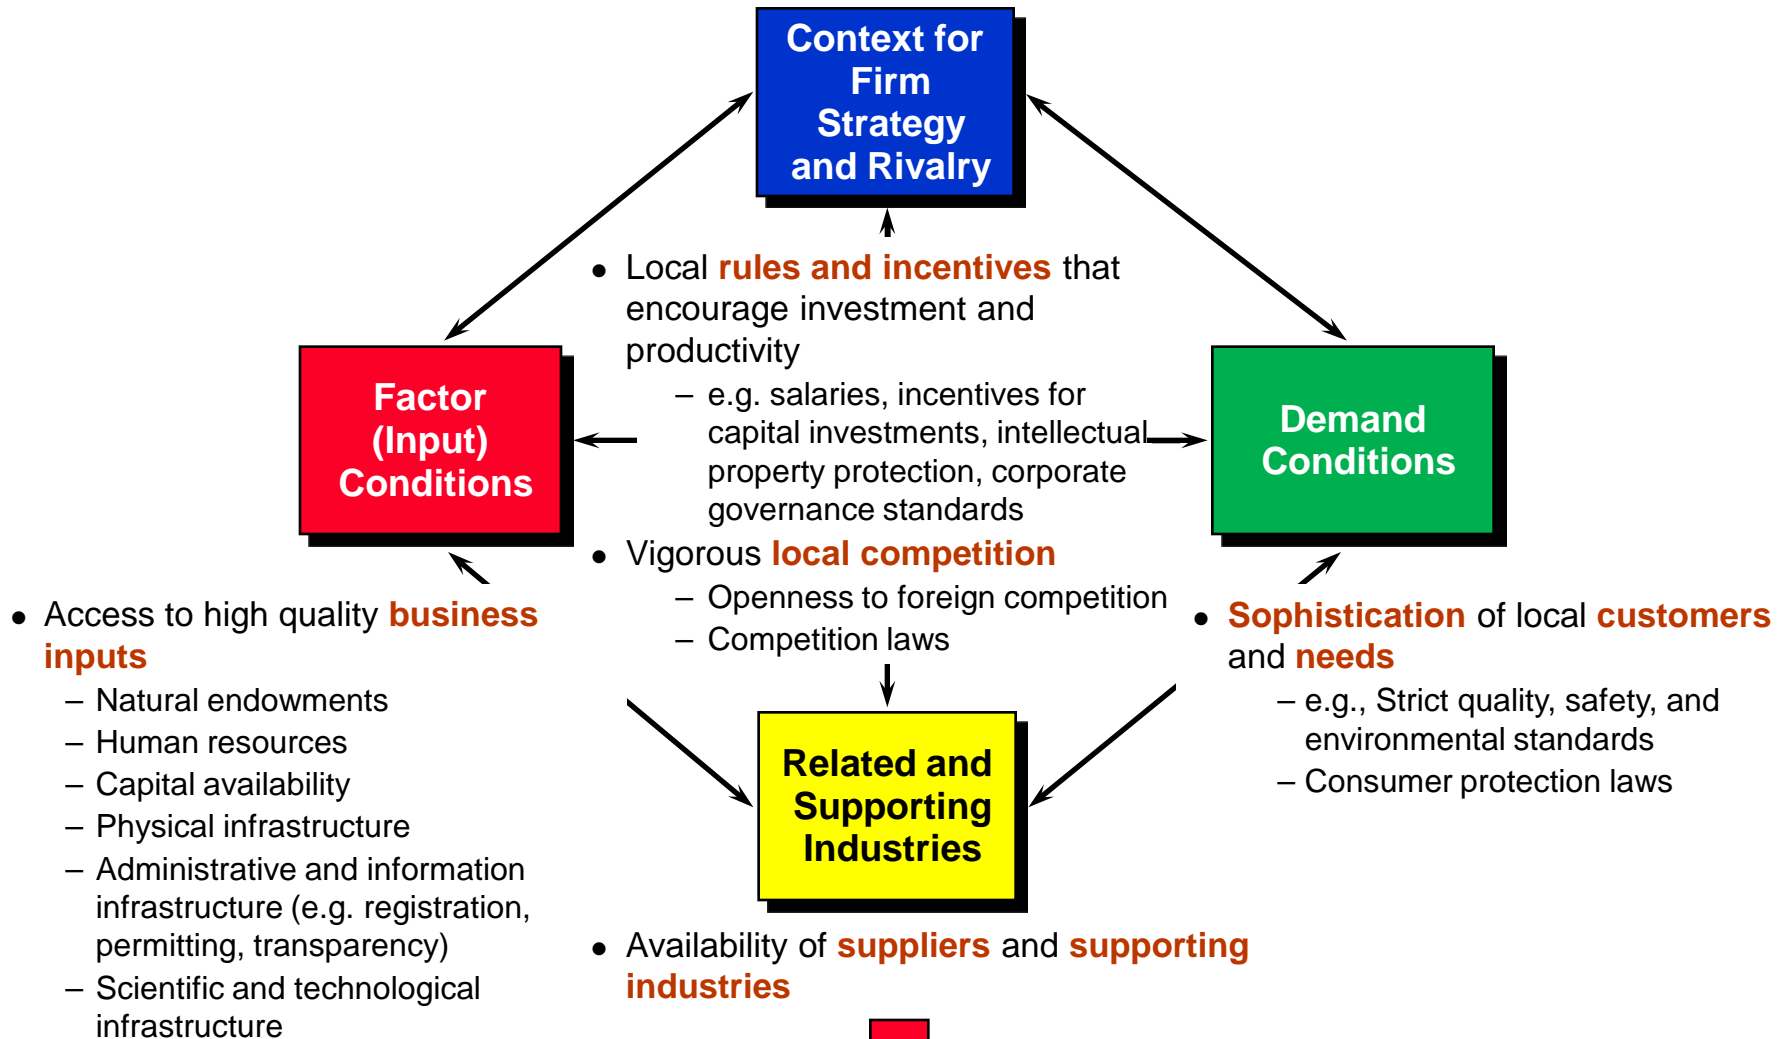 Context for
Firm
Strategy
and Rivalry
● Local rules and incentives that
encourage investment and
productivity
– e.g. salaries, incentives for
capital investments, intellectual
property protection, corporate
governance standards
● Vigorous local competition
– Openness to foreign competition
– Competition laws
Factor
(Input)
Conditions
Demand
Conditions
● Access to high quality business
inputs
– Natural endowments
– Human resources
– Capital availability
– Physical infrastructure
– Administrative and information
infrastructure (e.g. registration,
permitting, transparency)
– Scientific and technological
infrastructure
● Sophistication of local customers
and needs
– e.g., Strict quality, safety, and
environmental standards
– Consumer protection laws
Related and
Supporting
Industries
● Availability of suppliers and supporting
industries